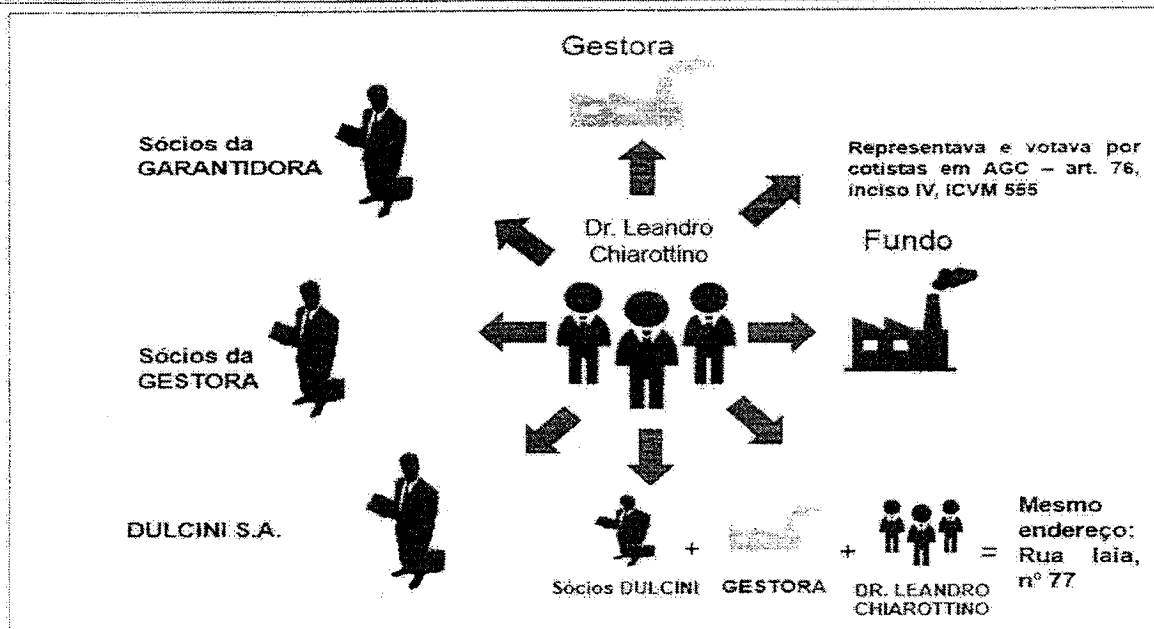 Gestora
Sócios da
GARANTIDORA
Representava e votava por
cotistas em AGC – art. 76,
inciso IV, ICVM 555
Dr. Leandro
Chiarottino
Fundo
Sócios da
GESTORA
DULCINI S.A.
+
+
=
Sócios DULCINI
GESTORA
DR. LEANDRO
CHIAROTTINO
Mesmo
endereço:
Rua Iaia,
nº 77